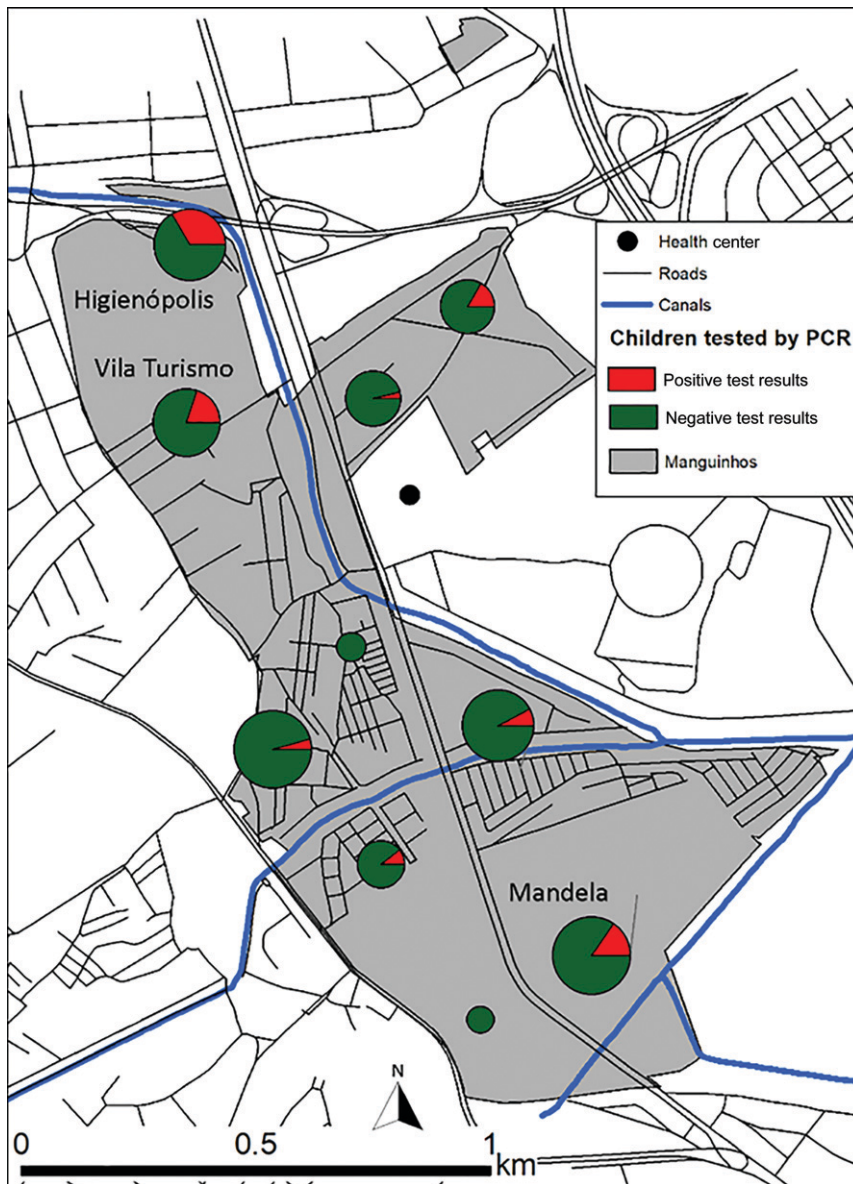 Higienópolis
Vila Turismo
Health center
Roads
Canals
Children tested by PCR
Positive test results
Negative test results
Manguinhos
Mandela
N
0 0.5 1
km